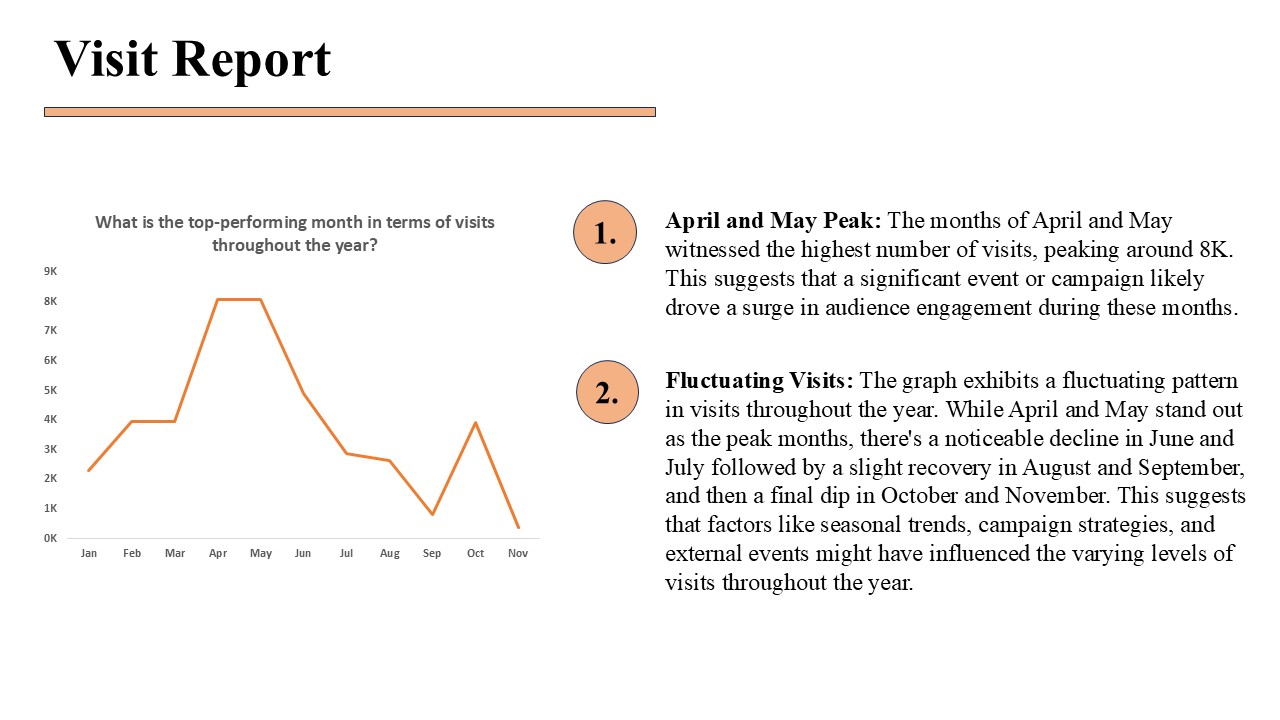 Visit Report
What is the top-performing month in terms of visits
throughout the year?
9K
8K
7K
6K
5K
4K
3K
2K
1K
0K
Jan Feb Mar Apr May Jun Jul Aug Sep Oct Nov
1.
April and May Peak: The months of April and May
witnessed the highest number of visits, peaking around 8K.
This suggests that a significant event or campaign likely
drove a surge in audience engagement during these months.
2.
Fluctuating Visits: The graph exhibits a fluctuating pattern
in visits throughout the year. While April and May stand out
as the peak months, there's a noticeable decline in June and
July followed by a slight recovery in August and September,
and then a final dip in October and November. This suggests
that factors like seasonal trends, campaign strategies, and
external events might have influenced the varying levels of
visits throughout the year.